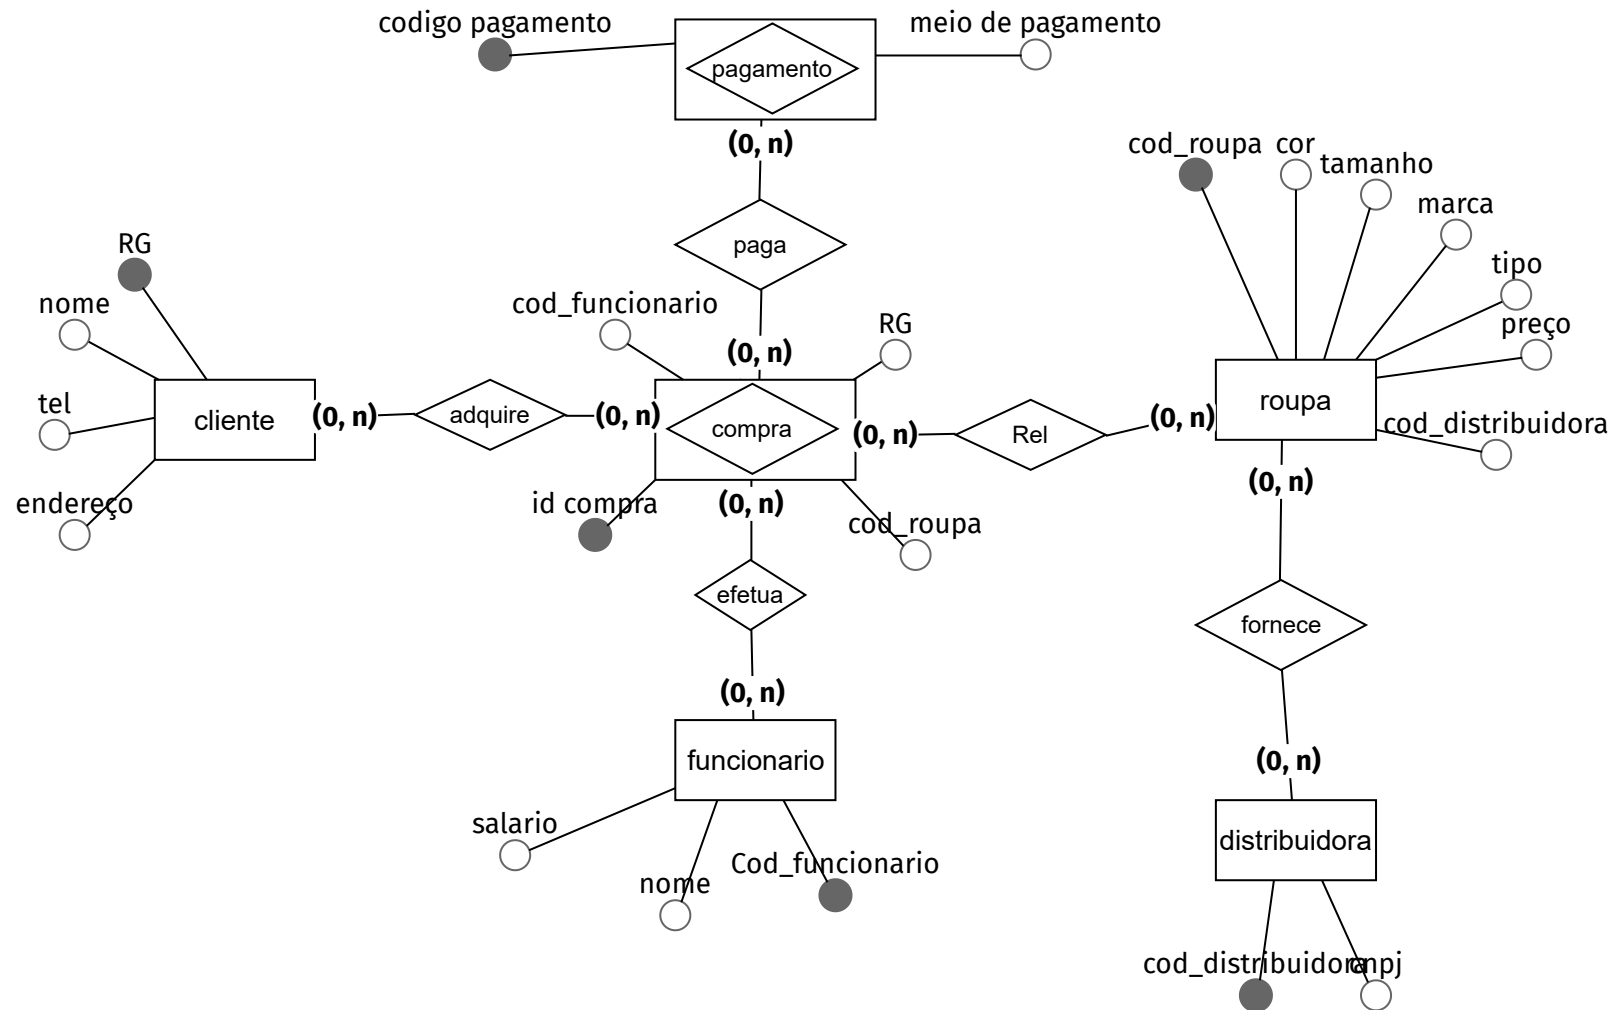 codigo pagamento
meio de pagamento
pagamento
(0, n)
cod_roupa
cor
tamanho
marca
tipo
preço
cod_distribuidora
RG
nome
tel
endereço
paga
cod_funcionario
RG
(0, n)
cliente
(0, n)
adquire
(0, n)
compra
(0, n)
Rel
(0, n)
roupa
id compra
(0, n)
cod_roupa
(0, n)
efetua
fornece
(0, n)
funcionario
(0, n)
distribuidora
salario
nome
Cod_funcionario
cod_distribuidora
cnpj